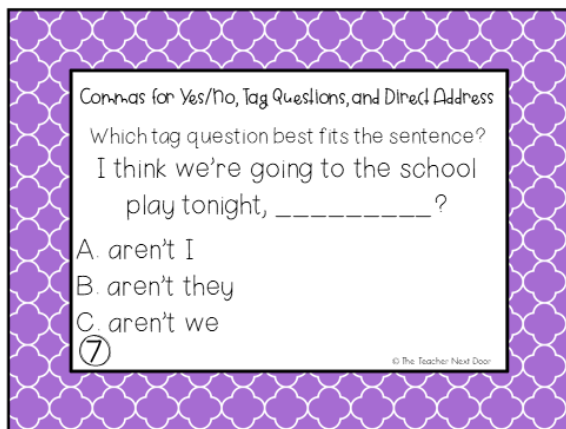 Commas for Yes/No, Tag Questions, and Direct Address
Which tag question best fits the sentence?
I think we're going to the school
play tonight, _________?
A. aren't I
B. aren't they
C. aren't we
7
© The Teacher Next Door